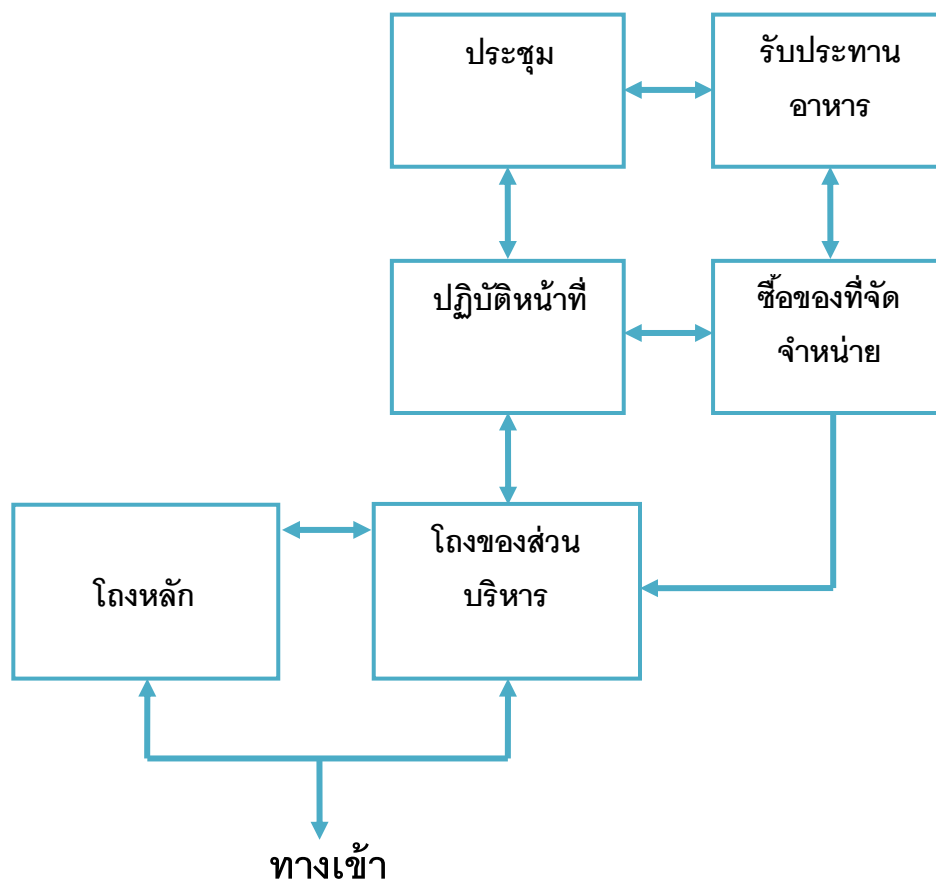 ประชุม
รับประทาน
อาหาร
ปฏิบัติหน้าที่
ซื้อของที่จัด
จำหน่าย
โถงหลัก
โถงของส่วน
บริหาร
ทางเข้า